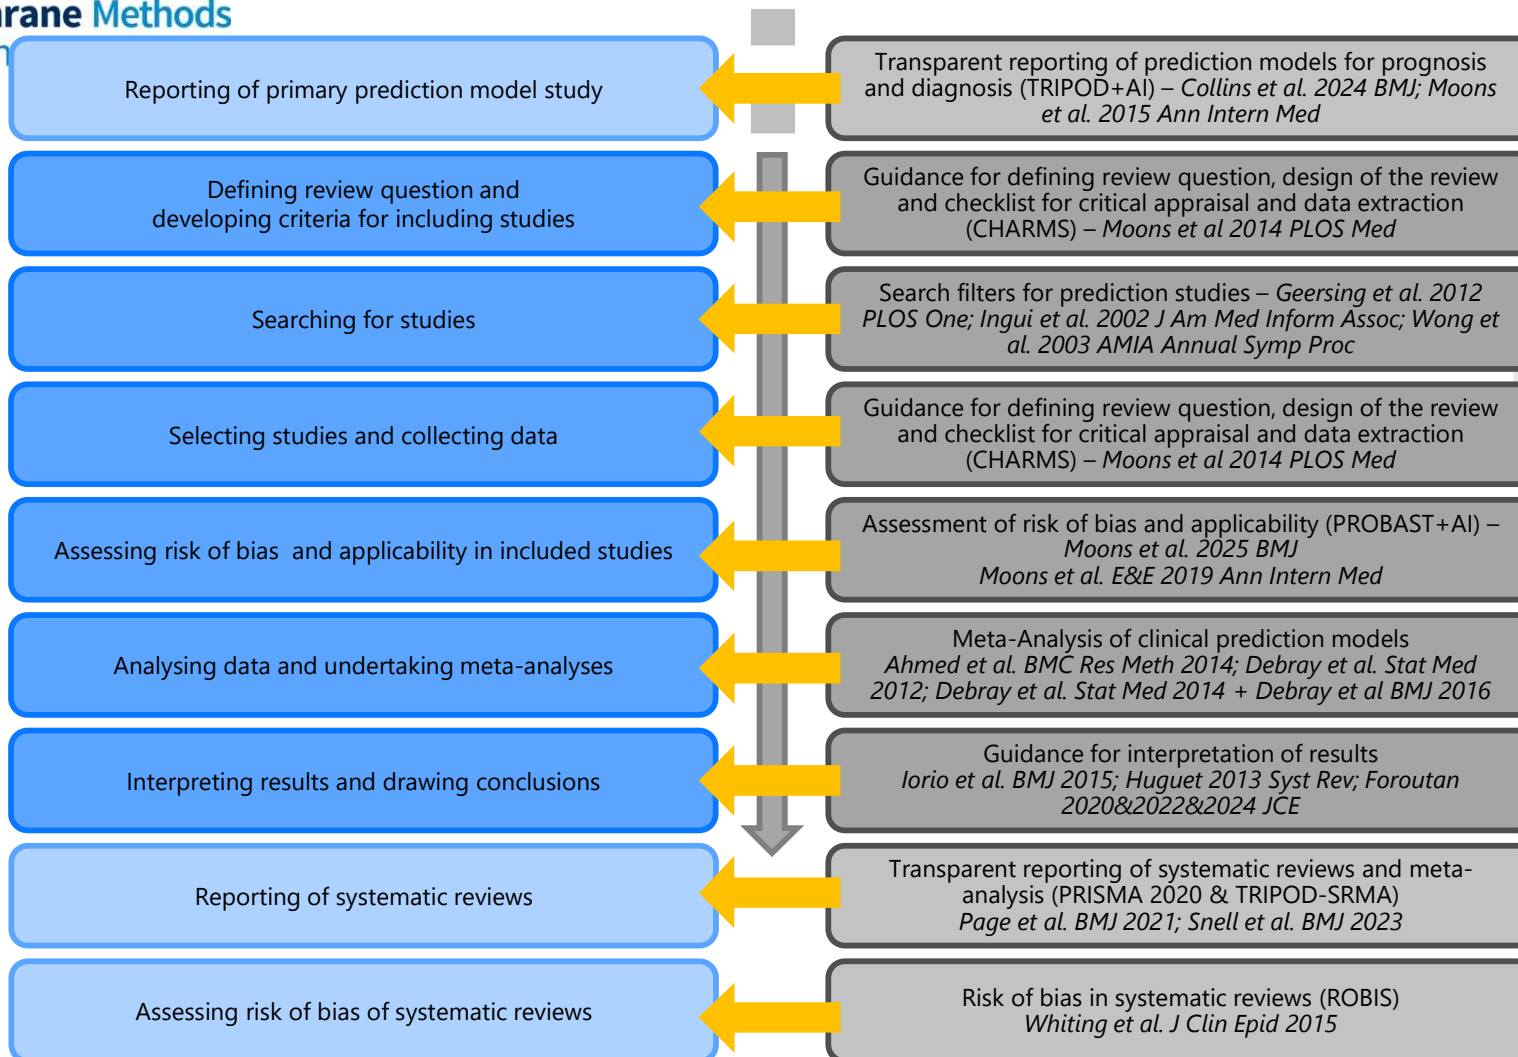 rane Methods
Reporting of primary prediction model study
Transparent reporting of prediction models for prognosis
and diagnosis (TRIPOD+AI) – Collins et al. 2024 BMJ; Moons
et al. 2015 Ann Intern Med
Defining review question and
developing criteria for including studies
Guidance for defining review question, design of the review
and checklist for critical appraisal and data extraction
(CHARMS) – Moons et al 2014 PLOS Med
Searching for studies
Search filters for prediction studies – Geersing et al. 2012
PLOS One; Ingui et al. 2002 J Am Med Inform Assoc; Wong et
al. 2003 AMIA Annual Symp Proc
Selecting studies and collecting data
Guidance for defining review question, design of the review
and checklist for critical appraisal and data extraction
(CHARMS) – Moons et al 2014 PLOS Med
Assessing risk of bias  and applicability in included studies
Assessment of risk of bias and applicability (PROBAST+AI) –
Moons et al. 2025 BMJ
Moons et al. E&E 2019 Ann Intern Med
Analysing data and undertaking meta-analyses
Meta-Analysis of clinical prediction models
Ahmed et al. BMC Res Meth 2014; Debray et al. Stat Med
2012; Debray et al. Stat Med 2014 + Debray et al BMJ 2016
Interpreting results and drawing conclusions
Guidance for interpretation of results
Iorio et al. BMJ 2015; Huguet 2013 Syst Rev; Foroutan
2020&2022&2024 JCE
Reporting of systematic reviews
Transparent reporting of systematic reviews and meta-
analysis (PRISMA 2020 & TRIPOD-SRMA)
Page et al. BMJ 2021; Snell et al. BMJ 2023
Assessing risk of bias of systematic reviews
Risk of bias in systematic reviews (ROBIS)
Whiting et al. J Clin Epid 2015